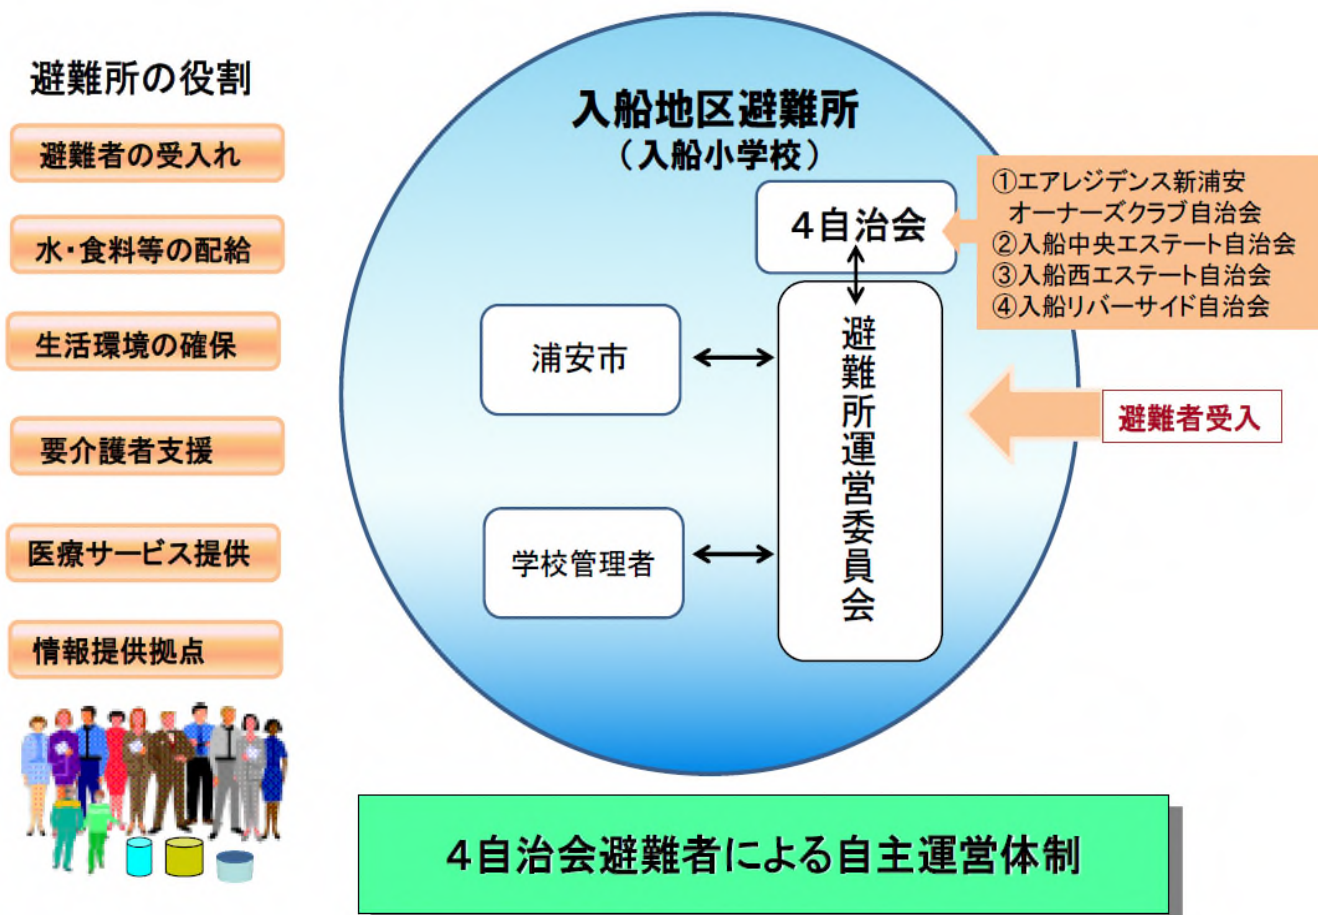 避難所の役割
避難者の受入れ
水・食料等の配給
生活環境の確保
要介護者支援
医療サービス提供
情報提供拠点
入船地区避難所
（入船小学校）
４自治会
①エアレジデンス新浦安
オーナーズクラブ自治会
②入船中央エステート自治会
③入船西エステート自治会
④入船リバーサイド自治会
浦安市
避難所運営委員会
避難者受入
学校管理者
４自治会避難者による自主運営体制